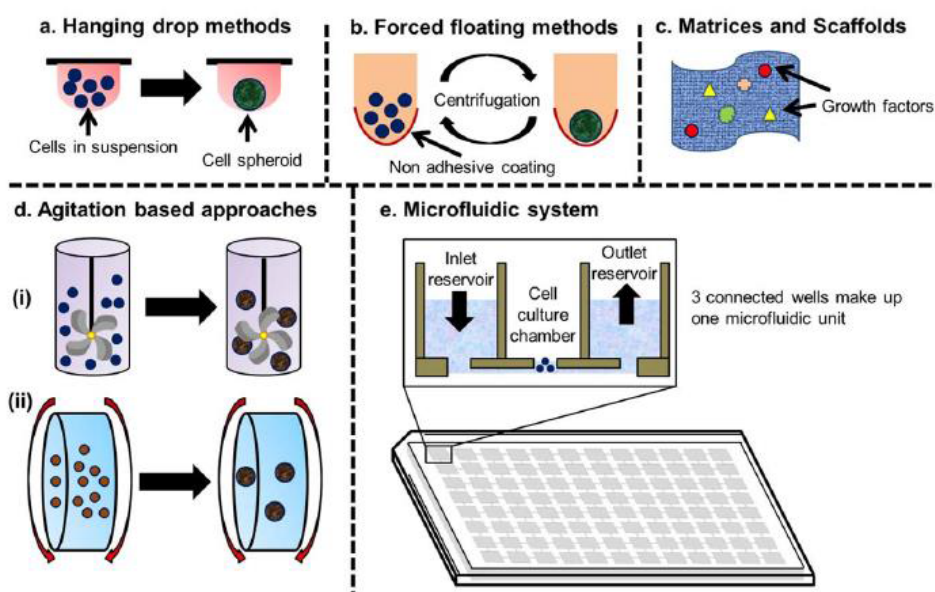 a. Hanging drop methods
Cells in suspension
Cell spheroid
b. Forced floating methods
Centrifugation
Non adhesive coating
c. Matrices and Scaffolds
Growth factors
d. Agitation based approaches
(i)
(ii)
e. Microfluidic system
Inlet
reservoir
Outlet
reservoir
Cell
culture
chamber
3 connected wells make up
one microfluidic unit